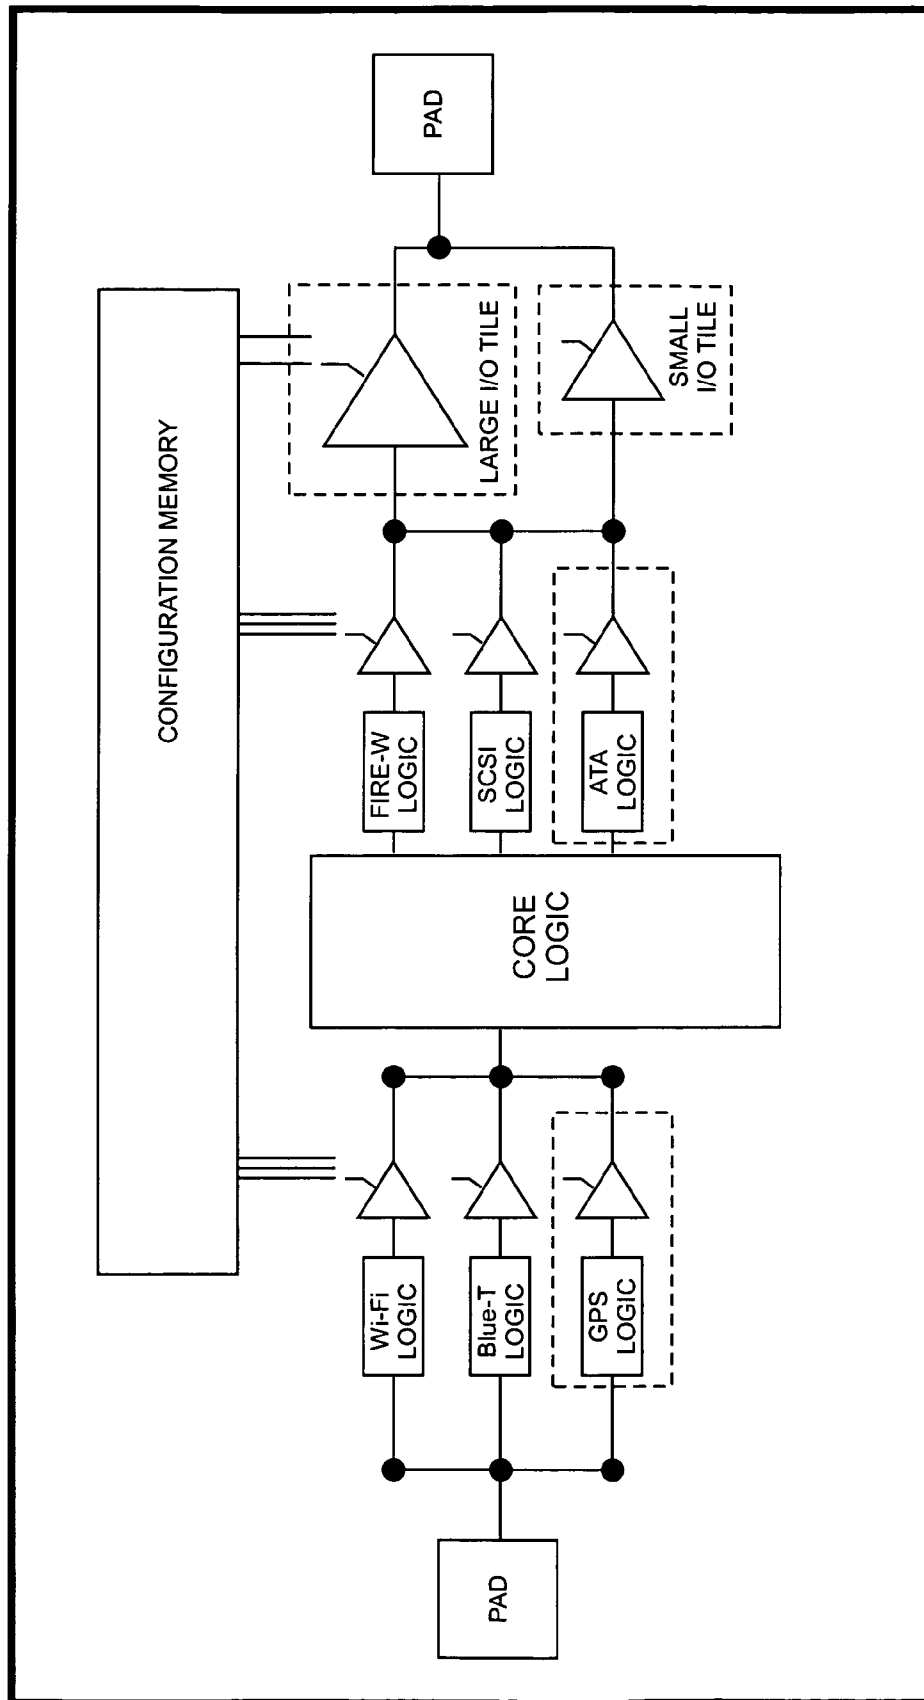 CONFIGURATION MEMORY
PAD
Wi-Fi
LOGIC
Blue-T
LOGIC
GPS
LOGIC
CORE
LOGIC
FIRE-W
LOGIC
SCSI
LOGIC
ATA
LOGIC
LARGE I/O TILE
SMALL
I/O TILE
PAD